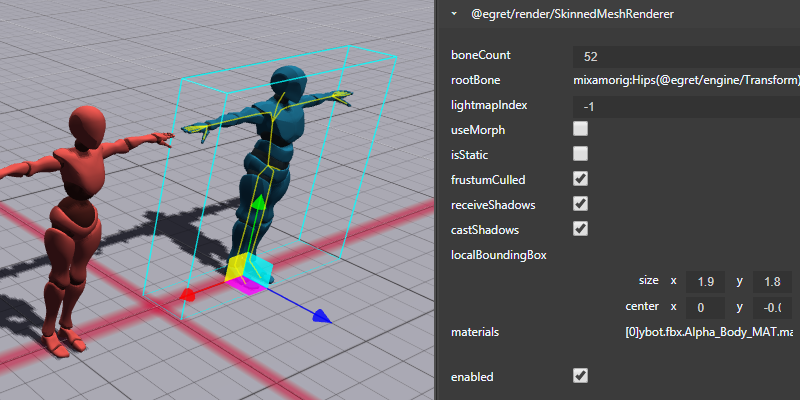 @egret/render/SkinnedMeshRenderer
boneCount 52
rootBone mixamorig:Hips(@egret/engine/Transform)
lightmapIndex -1
useMorph
isStatic
frustumCulled
receiveShadows
castShadows
localBoundingBox
size x 1.9 y 1.8
center x 0 y -0.(
materials [0]ybot.fbx.Alpha_Body_MAT.ma
enabled